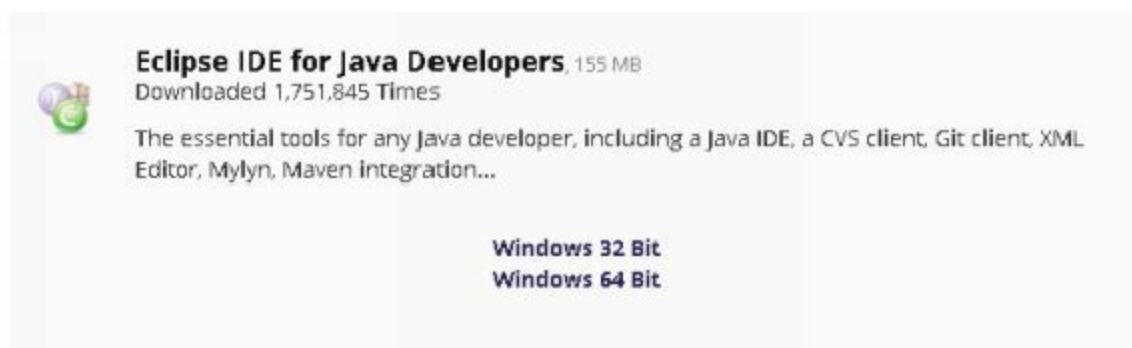 Eclipse IDE for Java Developers, 155 MB
Downloaded 1,751,845 Times
The essential tools for any Java developer, including a Java IDE, a CVS client, Git client, XML
Editor, Mylyn, Maven integration...
Windows 32 Bit
Windows 64 Bit